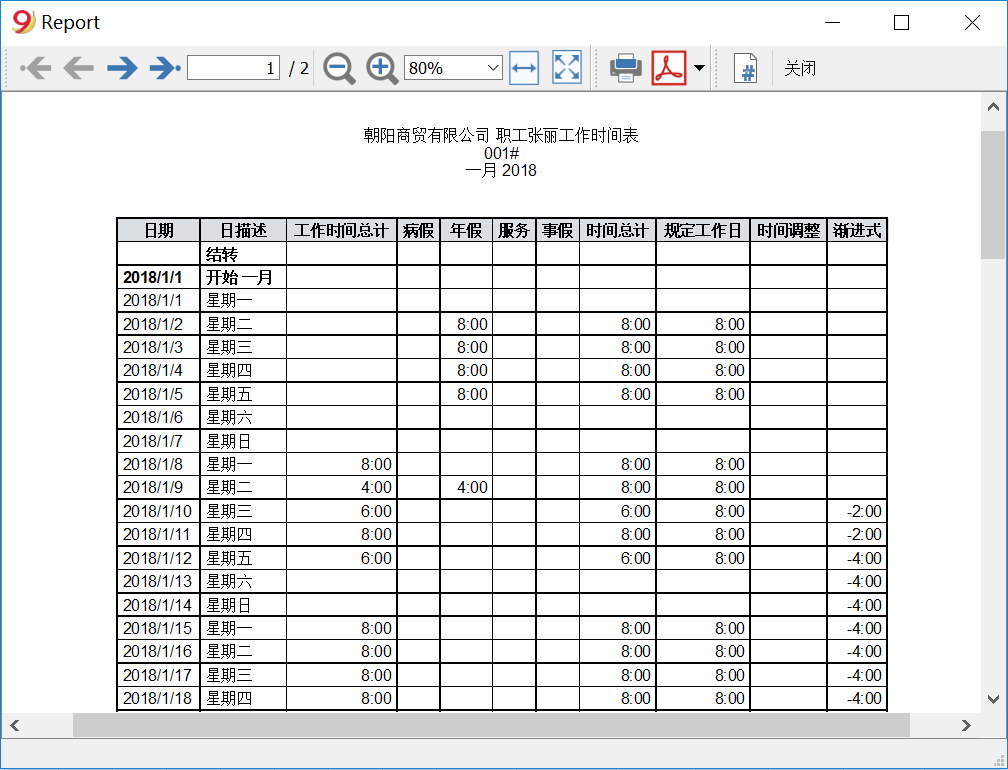 Report
1 / 2 80% 关闭
朝阳商贸有限公司 职工张丽工作时间表
001#
一月 2018
日期 日描述 工作时间总计 病假 年假 服务 事假 时间总计 规定工作日 时间调整 渐进式
结转
2018/1/1 开始 一月
2018/1/1 星期一
2018/1/2 星期二 8:00 8:00 8:00
2018/1/3 星期三 8:00 8:00 8:00
2018/1/4 星期四 8:00 8:00 8:00
2018/1/5 星期五 8:00 8:00 8:00
2018/1/6 星期六
2018/1/7 星期日
2018/1/8 星期一 8:00 8:00 8:00
2018/1/9 星期二 4:00 4:00 8:00 8:00
2018/1/10 星期三 6:00 6:00 8:00 -2:00
2018/1/11 星期四 8:00 8:00 8:00 -2:00
2018/1/12 星期五 6:00 6:00 8:00 -4:00
2018/1/13 星期六 -4:00
2018/1/14 星期日 -4:00
2018/1/15 星期一 8:00 8:00 8:00 -4:00
2018/1/16 星期二 8:00 8:00 8:00 -4:00
2018/1/17 星期三 8:00 8:00 8:00 -4:00
2018/1/18 星期四 8:00 8:00 8:00 -4:00